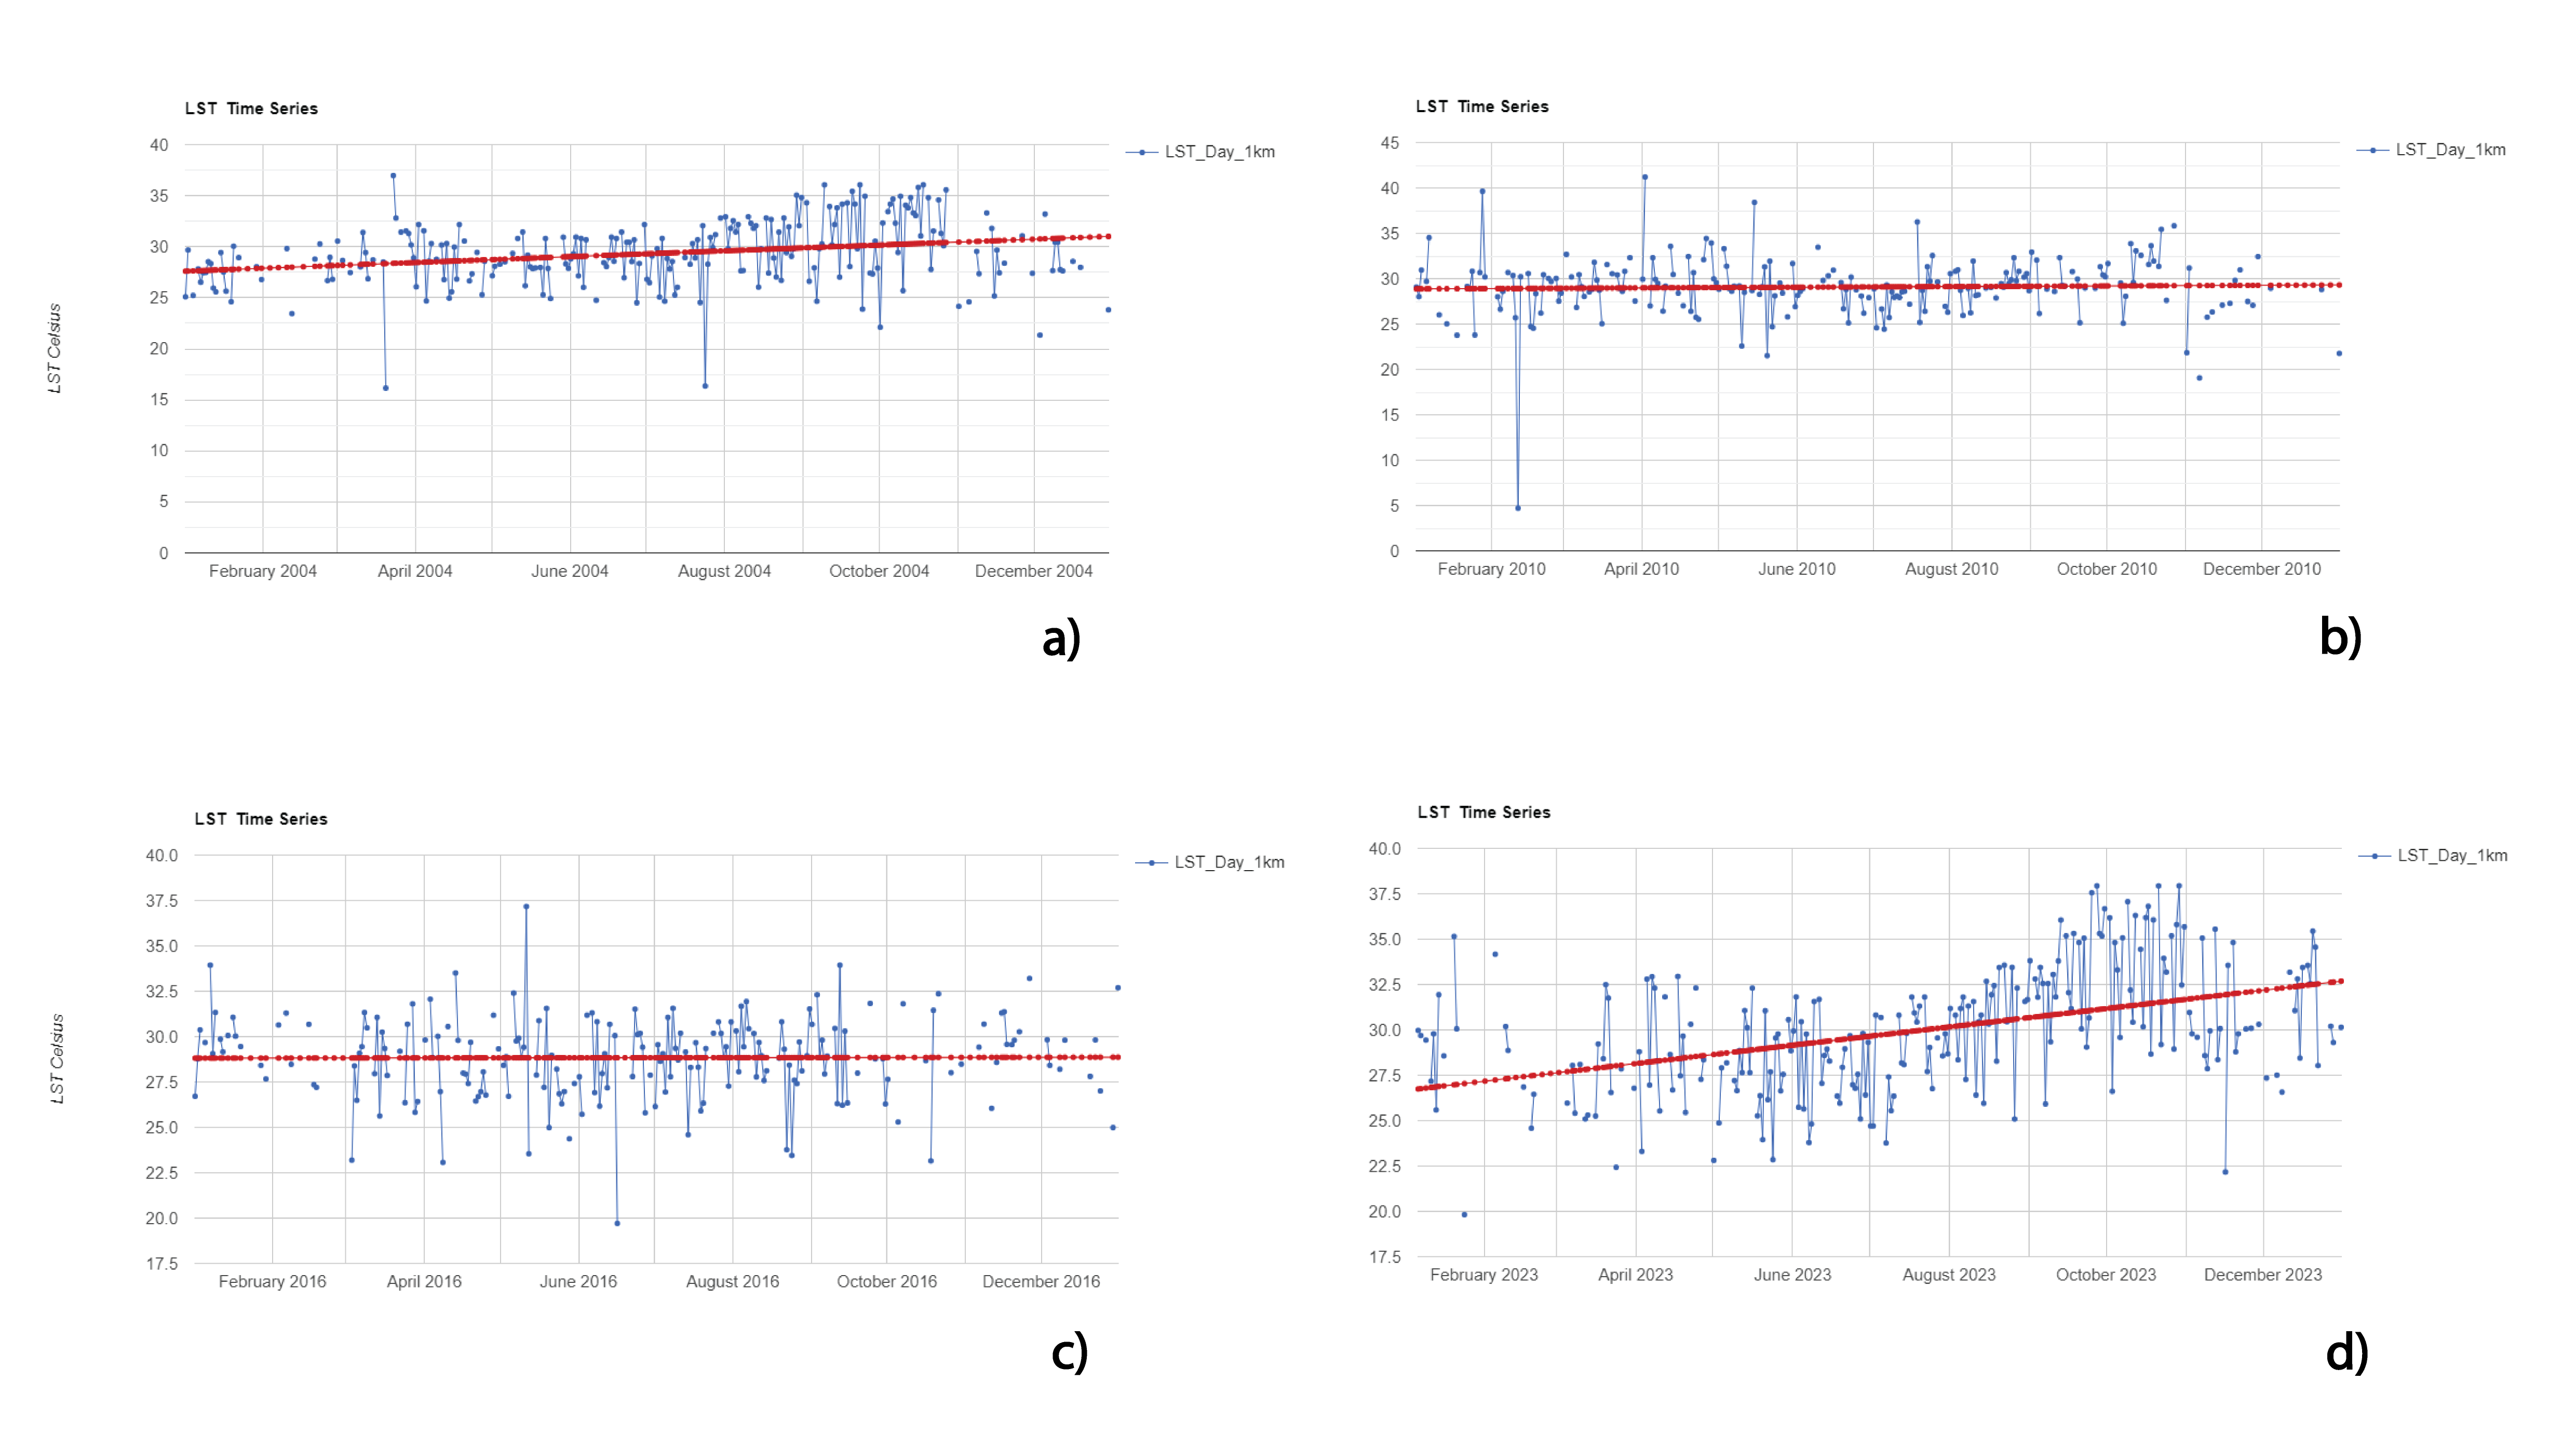 LST Time Series
LST_Day_1km
LST Celsius
40
35
30
25
20
15
10
5
0
February 2004 April 2004 June 2004 August 2004 October 2004 December 2004
a)
LST Time Series
LST_Day_1km
45
40
35
30
25
20
15
10
5
0
February 2010 April 2010 June 2010 August 2010 October 2010 December 2010
b)
LST Time Series
LST_Day_1km
LST Celsius
40.0
37.5
35.0
32.5
30.0
27.5
25.0
22.5
20.0
17.5
February 2016 April 2016 June 2016 August 2016 October 2016 December 2016
c)
LST Time Series
LST_Day_1km
40.0
37.5
35.0
32.5
30.0
27.5
25.0
22.5
20.0
17.5
February 2023 April 2023 June 2023 August 2023 October 2023 December 2023
d)